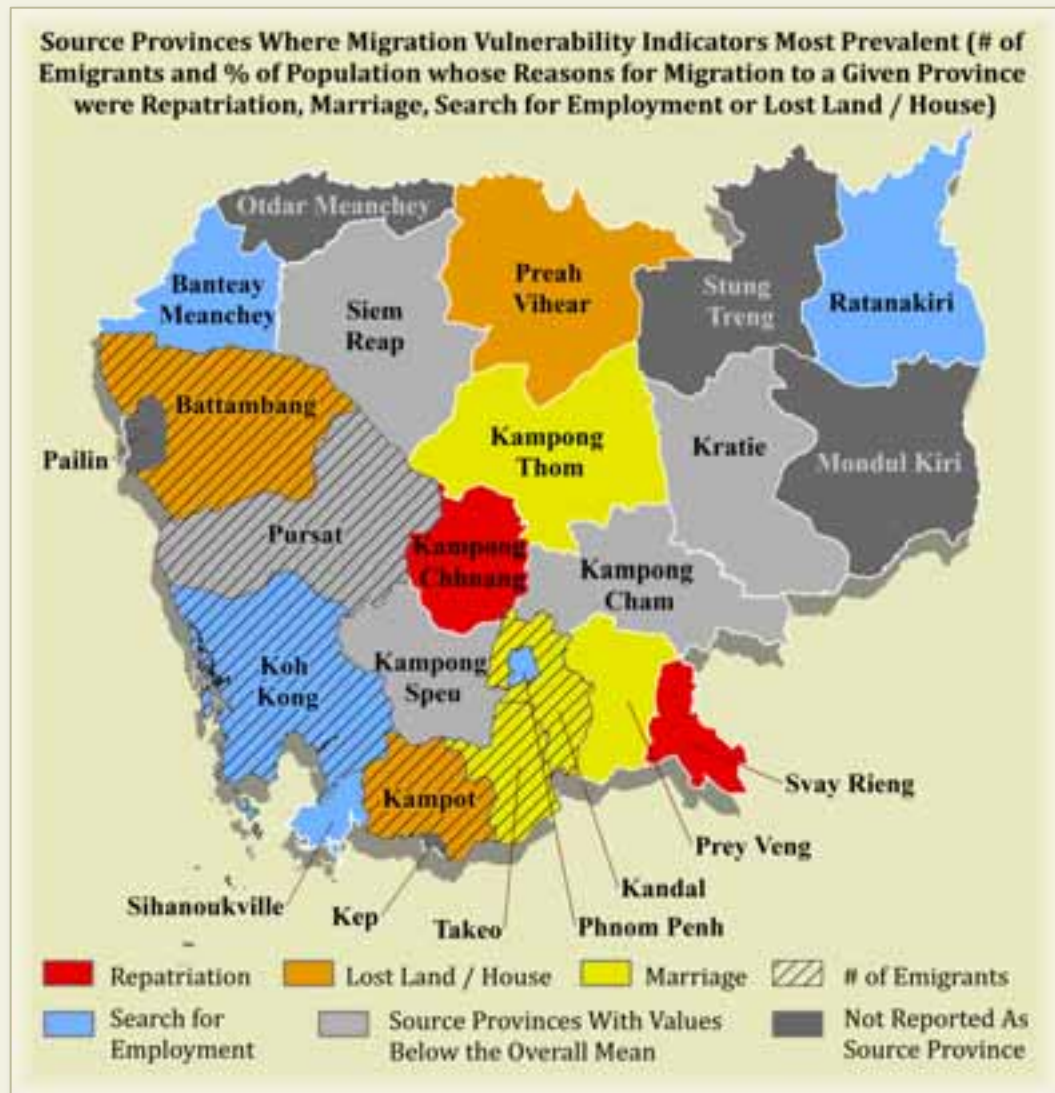 Source Provinces Where Migration Vulnerability Indicators Most Prevalent (# of
Emigrants and % of Population whose Reasons for Migration to a Given Province
were Repatriation, Marriage, Search for Employment or Lost Land / House)
Otdar Meanchey
Banteay
Meanchey
Siem
Reap
Preah
Vihear
Stung
Treng
Ratanakiri
Battambang
Pailin
Kampong
Thom
Kratie
Mondul Kiri
Pursat
Kampong
Chhnang
Kampong
Cham
Koh
Kong
Kampong
Speu
Kampot
Svay Rieng
Prey Veng
Kandal
Phnom Penh
Takeo
Kep
Sihanoukville
Repatriation
Lost Land / House
Marriage
# of Emigrants
Search for
Employment
Source Provinces With Values
Below the Overall Mean
Not Reported As
Source Province